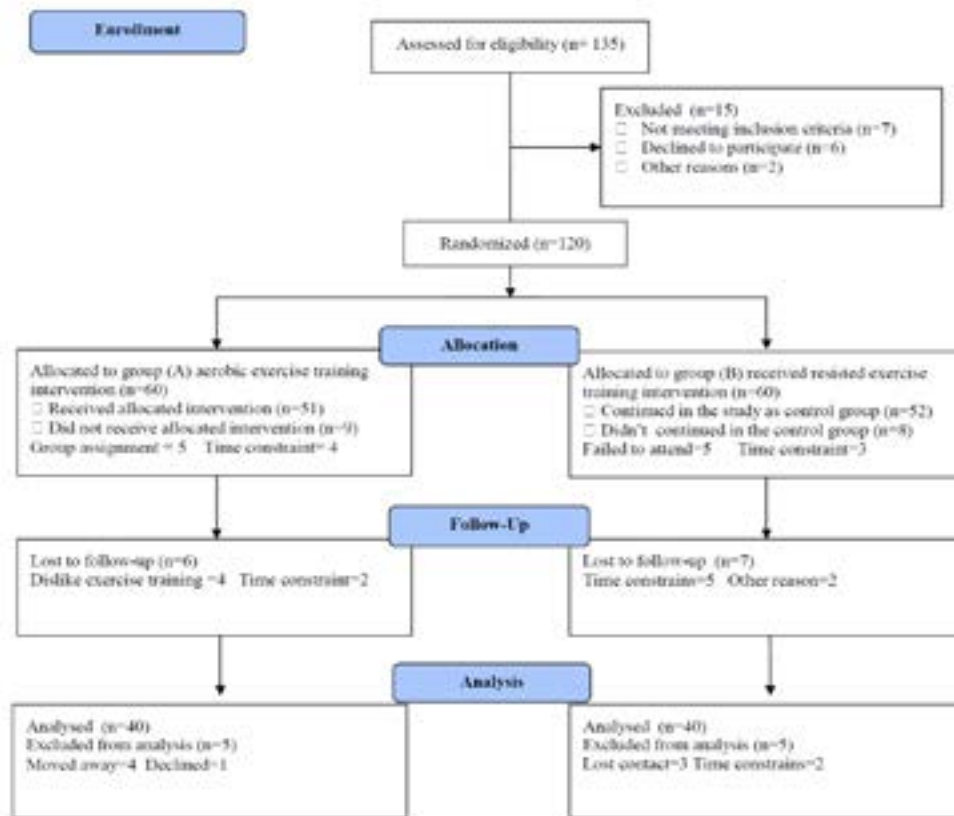 Enrollment
Assessed for eligibility (n= 135)
Excluded (n=15)
□ Not meeting inclusion criteria (n=7)
□ Declined to participate (n=6)
□ Other reasons (n=2)
Randomized (n=120)
Allocation
Allocated to group (A) aerobic exercise training
intervention (n=60)
□ Received allocated intervention (n=51)
□ Did not receive allocated intervention (n=9)
Group assignment = 5 Time constraint= 4
Allocated to group (B) received resisted exercise
training intervention (n=60)
□ Continued in the study as control group (n=52)
□ Didn't continued in the control group (n=8)
Failed to attend=5 Time constraint=3
Follow-Up
Lost to follow-up (n=6)
Dislike exercise training =4 Time constraint=2
Lost to follow-up (n=7)
Time constrains=5 Other reason=2
Analysis
Analysed (n=40)
Excluded from analysis (n=5)
Moved away=4 Declined=1
Analysed (n=40)
Excluded from analysis (n=5)
Lost contact=3 Time constrains=2